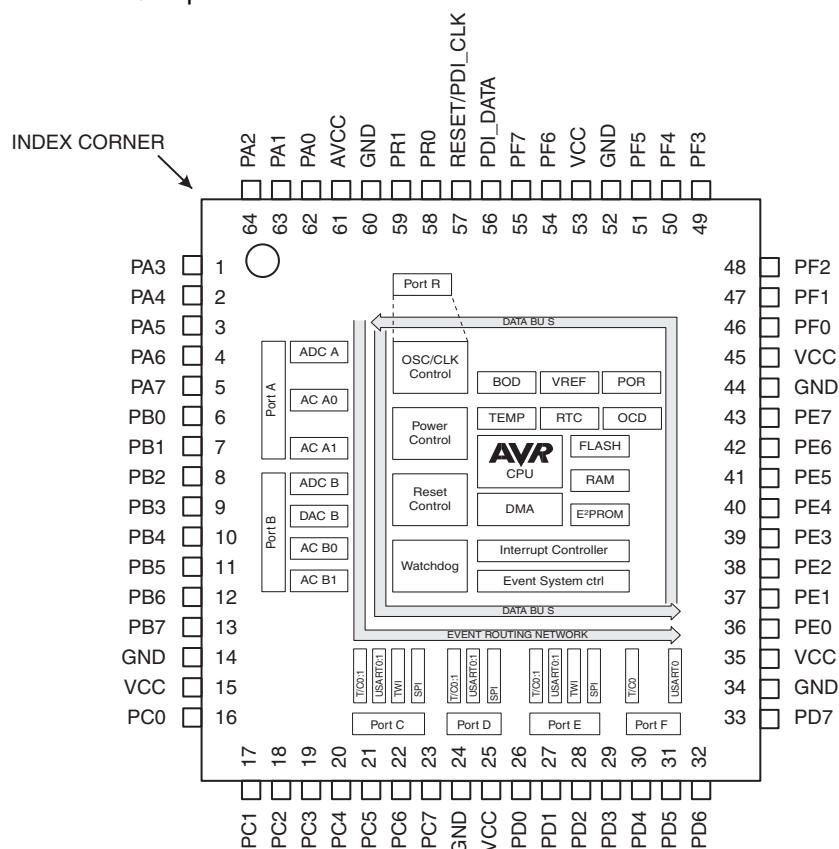 INDEX CORNER
PA2
PA1
PA0
AVCC
GND
PR1
PR0
RESET/PDI_CLK
PDI_DATA
PF7
PF6
VCC
GND
PF5
PF4
PF3
64
63
62
61
60
59
58
57
56
55
54
53
52
51
50
49
PA3 1
PA4 2
PA5 3
PA6 4
PA7 5
PB0 6
PB1 7
PB2 8
PB3 9
PB4 10
PB5 11
PB6 12
PB7 13
GND 14
VCC 15
PC0 16
48 PF2
47 PF1
46 PF0
45 VCC
44 GND
43 PE7
42 PE6
41 PE5
40 PE4
39 PE3
38 PE2
37 PE1
36 PE0
35 VCC
34 GND
33 PD7
Port R
DATA BU S
OSC/CLK
Control
Power
Control
Reset
Control
Watchdog
BOD
VREF
POR
TEMP
RTC
OCD
AVR
CPU
FLASH
RAM
DMA
E²PROM
Interrupt Controller
Event System ctrl
DATA BU S
EVENT ROUTING NETWORK
Port A
ADC A
AC A0
AC A1
Port B
ADC B
DAC B
AC B0
AC B1
T/C0:1
USART0:1
TWI
SPI
T/C0:1
USART0:1
SPI
T/C0:1
USART0:1
TWI
SPI
T/C0
USART0
Port C
Port D
Port E
Port F
17
18
19
20
21
22
23
24
25
26
27
28
29
30
31
32
PC1
PC2
PC3
PC4
PC5
PC6
PC7
GND
VCC
PD0
PD1
PD2
PD3
PD4
PD5
PD6